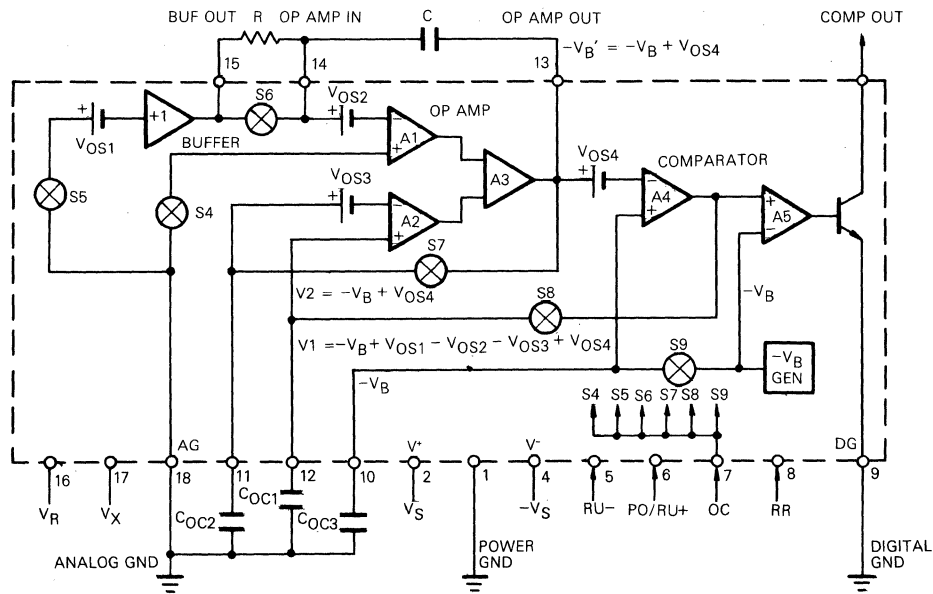 BUF OUT R OP AMP IN C OP AMP OUT COMP OUT
-V_B' = -V_B + V_OS4
15 14 13
S6
V_OS2
+ OP AMP
+ +1 - A1 +
V_OS1 BUFFER
V_OS3 A3
V_OS4
+ COMPARATOR
S5 S4
+ - A2 +
- A4 + + A5 -
S7
V2 = -V_B + V_OS4
S8
-V_B
V1 = -V_B + V_OS1 - V_OS2 - V_OS3 + V_OS4
S9
-V_B GEN
-V_B
S4 S5 S6 S7 S8 S9
AG V+ V- DG
16 17 18 11 12 10 2 1 4 5 6 7 8 9
V_R V_X C_OC2 C_OC1 C_OC3 V_S -V_S RU- PO/RU+ OC RR
ANALOG GND POWER GND DIGITAL GND